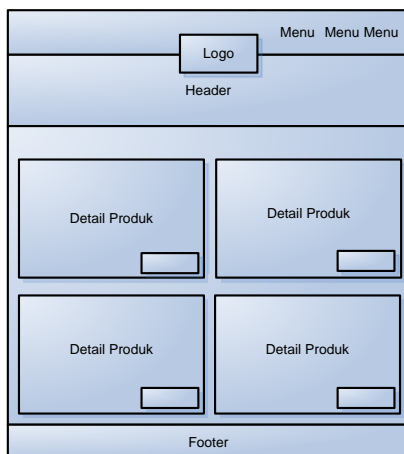 Menu Menu Menu
Logo
Header
Detail Produk
Detail Produk
Detail Produk
Detail Produk
Footer